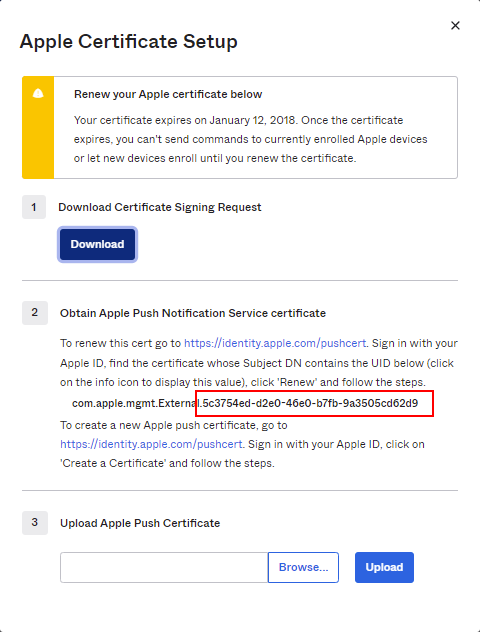 Apple Certificate Setup
Renew your Apple certificate below
Your certificate expires on January 12, 2018. Once the certificate
expires, you can't send commands to currently enrolled Apple devices
or let new devices enroll until you renew the certificate.
1 Download Certificate Signing Request
Download
2 Obtain Apple Push Notification Service certificate
To renew this cert go to https://identity.apple.com/pushcert. Sign in with your
Apple ID, find the certificate whose Subject DN contains the UID below (click
on the info icon to display this value), click 'Renew' and follow the steps.
com.apple.mgmt.External.5c3754ed-d2e0-46e0-b7fb-9a3505cd62d9
To create a new Apple push certificate, go to
https://identity.apple.com/pushcert. Sign in with your Apple ID, click on
'Create a Certificate' and follow the steps.
3 Upload Apple Push Certificate
Browse... Upload